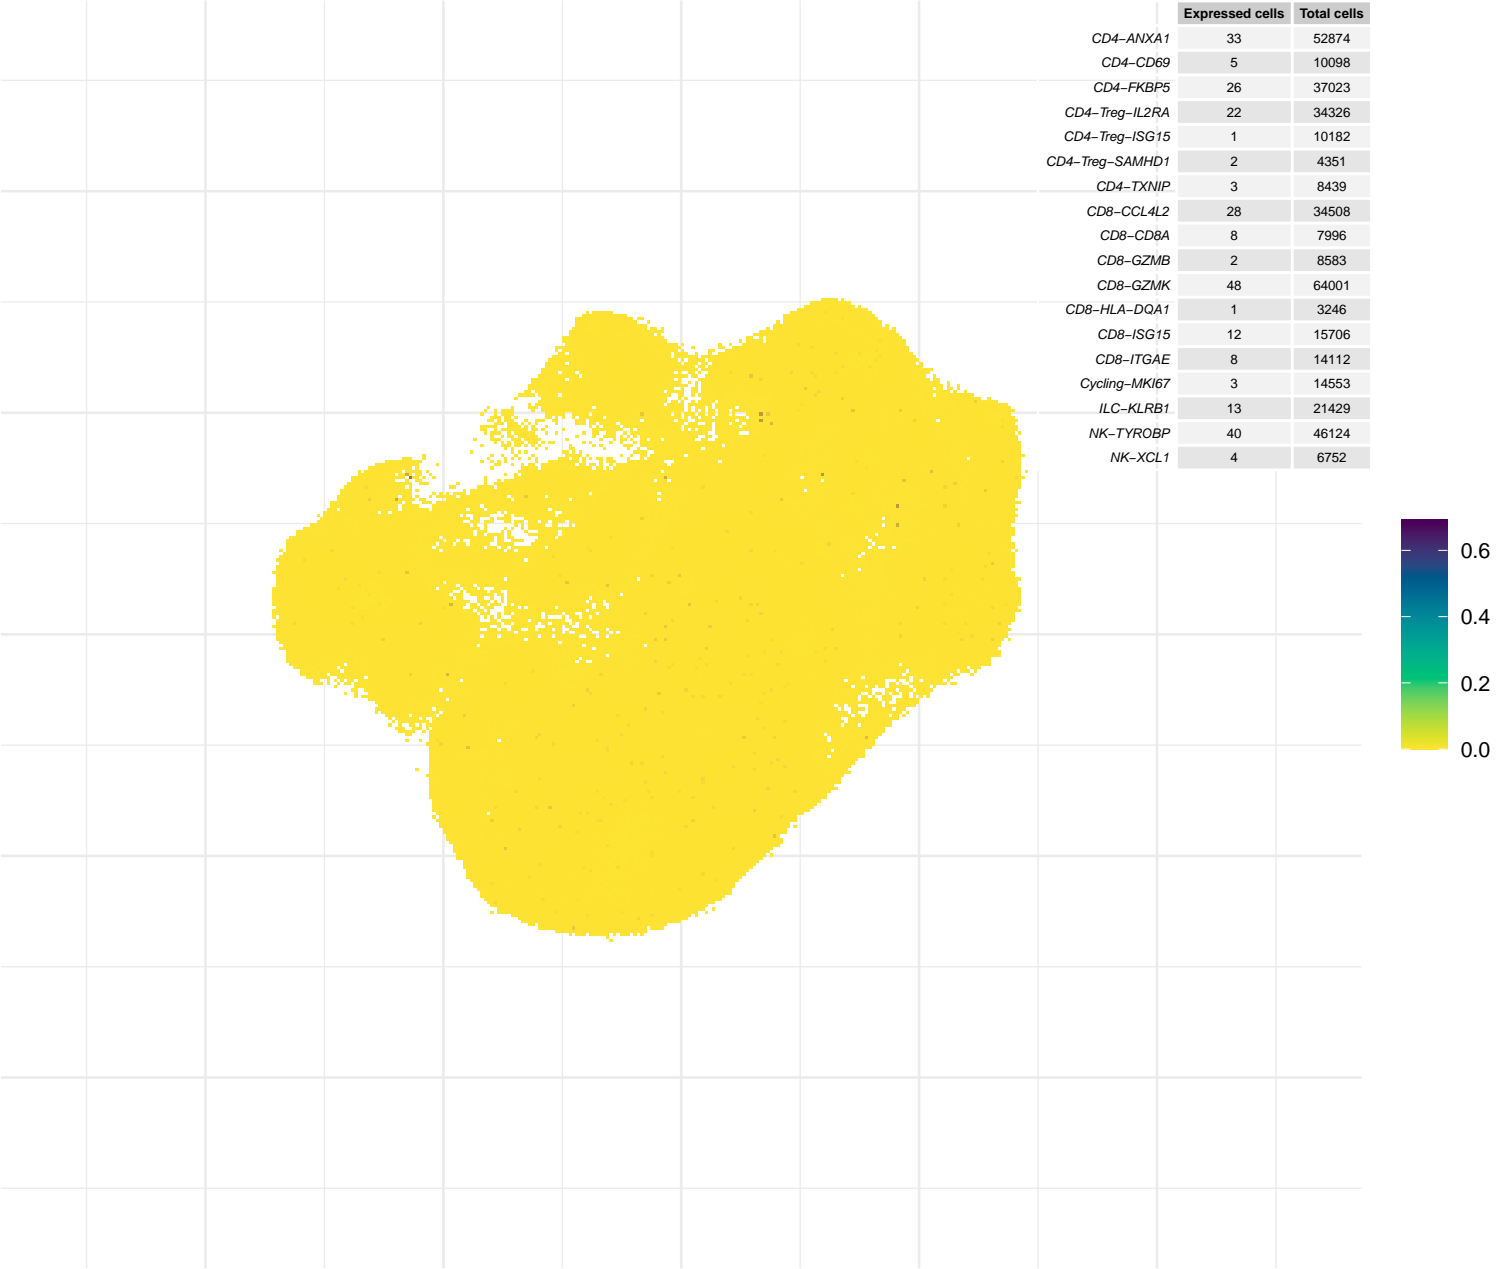 Expressed cells Total cells
CD4−ANXA1 33 52874
CD4−CD69 5 10098
CD4−FKBP5 26 37023
CD4−Treg−IL2RA 22 34326
CD4−Treg−ISG15 1 10182
CD4−Treg−SAMHD1 2 4351
CD4−TXNIP 3 8439
CD8−CCL4L2 28 34508
CD8−CD8A 8 7996
CD8−GZMB 2 8583
CD8−GZMK 48 64001
CD8−HLA−DQA1 1 3246
CD8−ISG15 12 15706
CD8−ITGAE 8 14112
Cycling−MKI67 3 14553
ILC−KLRB1 13 21429
NK−TYROBP 40 46124
NK−XCL1 4 6752
0.6
0.4
0.2
0.0